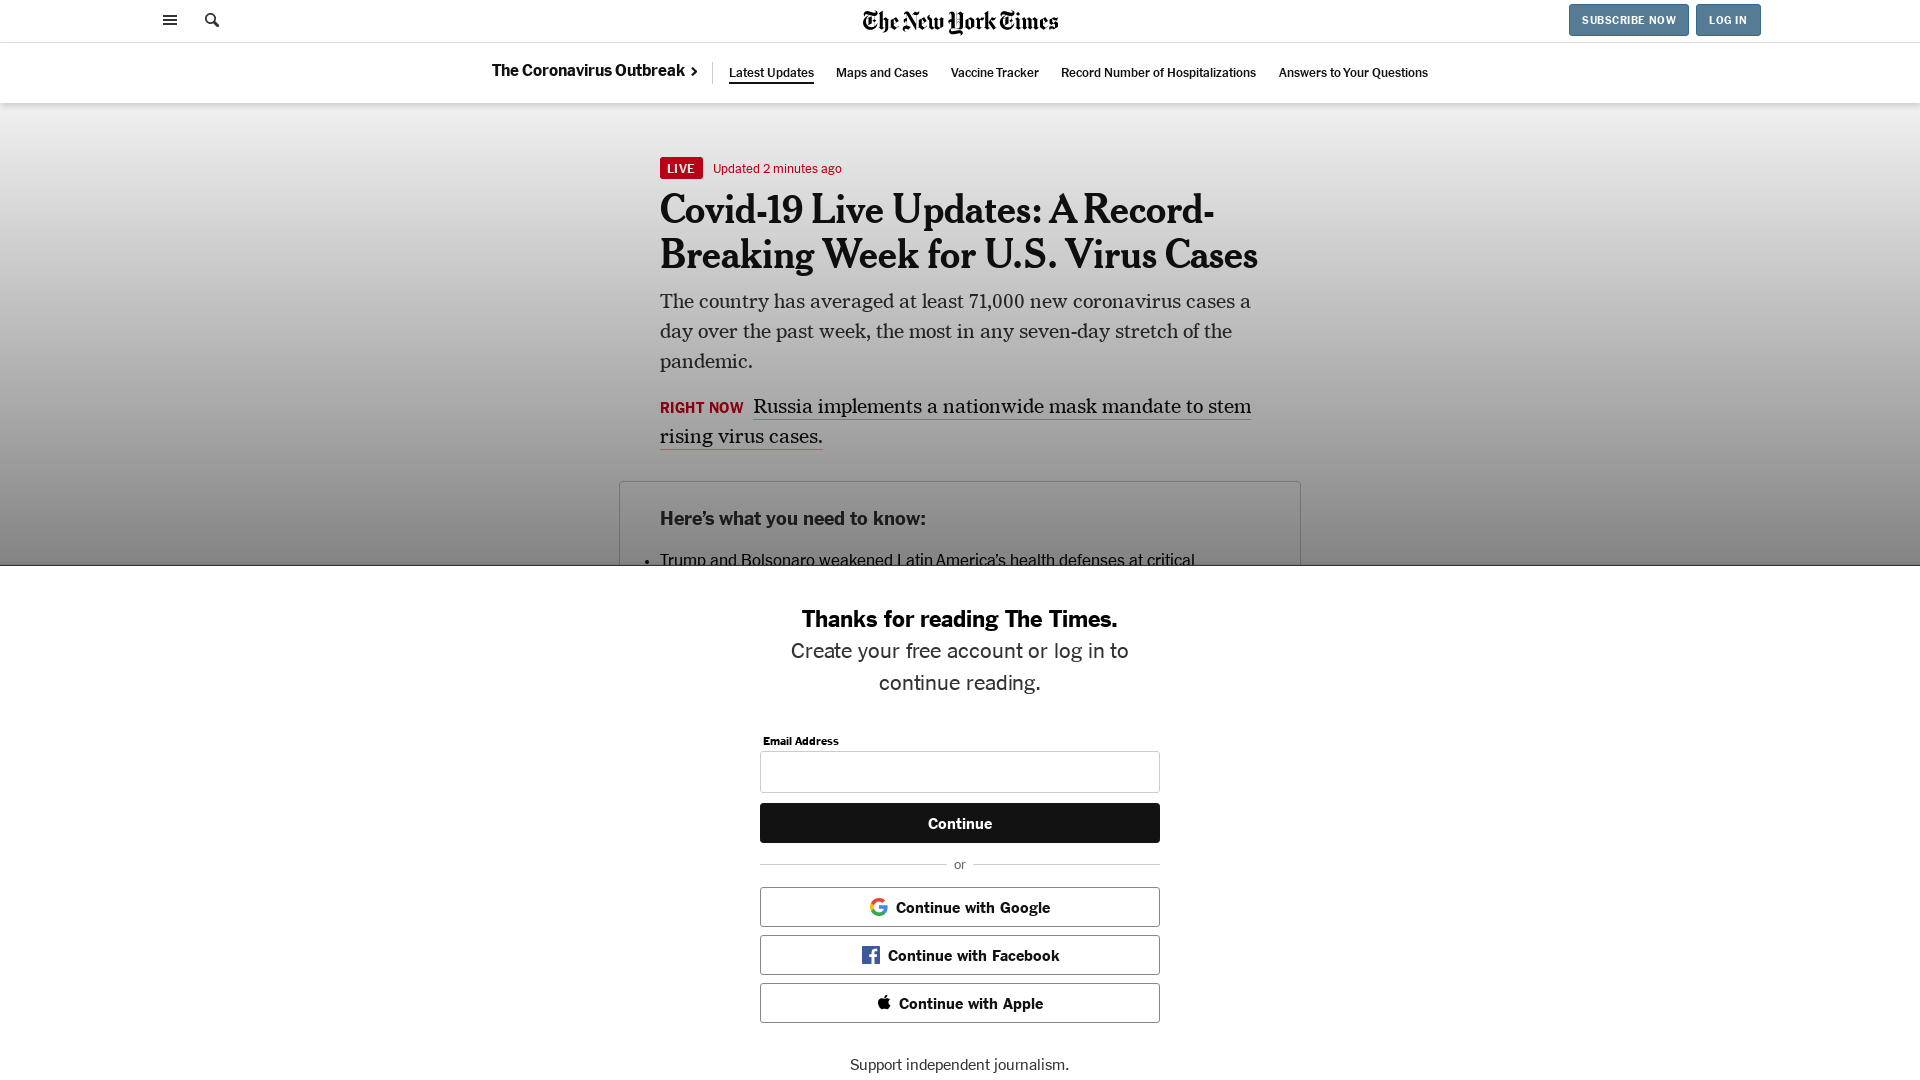 The New York Times
SUBSCRIBE NOW
LOG IN
The Coronavirus Outbreak
Latest Updates
Maps and Cases
Vaccine Tracker
Record Number of Hospitalizations
Answers to Your Questions
LIVE Updated 2 minutes ago
Covid-19 Live Updates: A Record-
Breaking Week for U.S. Virus Cases
The country has averaged at least 71,000 new coronavirus cases a
day over the past week, the most in any seven-day stretch of the
pandemic.
RIGHT NOW Russia implements a nationwide mask mandate to stem
rising virus cases.
Here’s what you need to know:
Trump and Bolsonaro weakened Latin America’s health defenses at critical
Thanks for reading The Times.
Create your free account or log in to
continue reading.
Email Address
Continue
or
Continue with Google
Continue with Facebook
Continue with Apple
Support independent journalism.